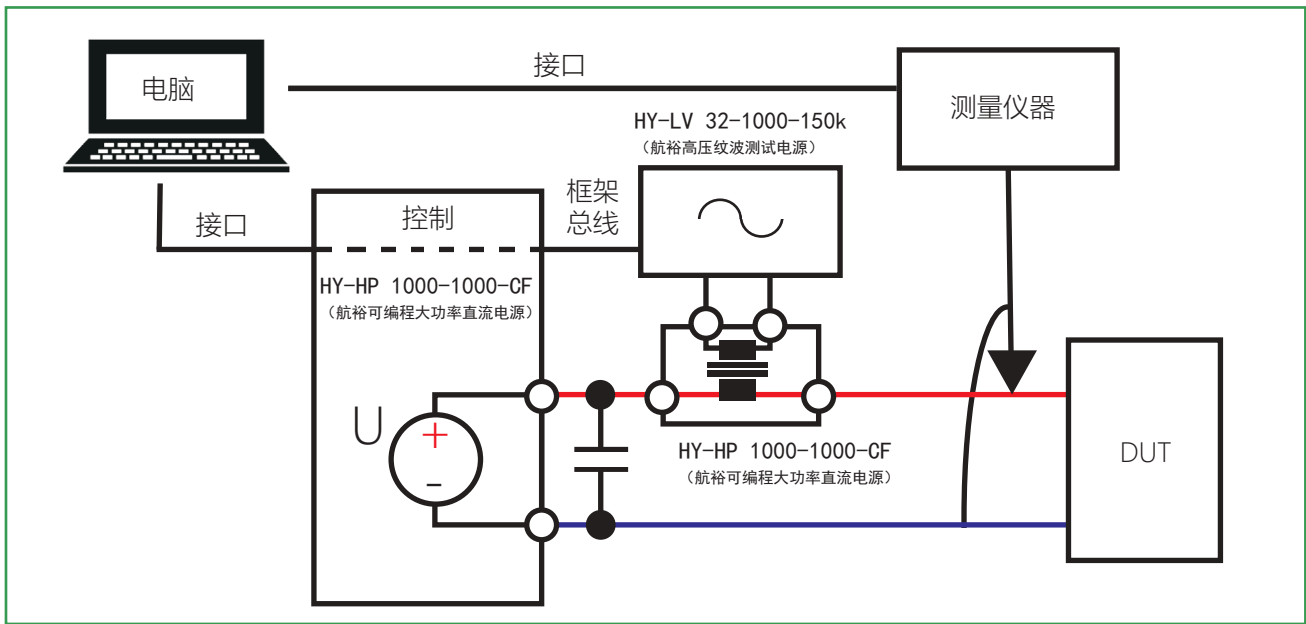 电脑
接口
测量仪器
HY-LV 32-1000-150k
（航裕高压纹波测试电源）
接口
控制
框架
总线
HY-HP 1000-1000-CF
（航裕可编程大功率直流电源）
U
+
-
HY-HP 1000-1000-CF
（航裕可编程大功率直流电源）
DUT